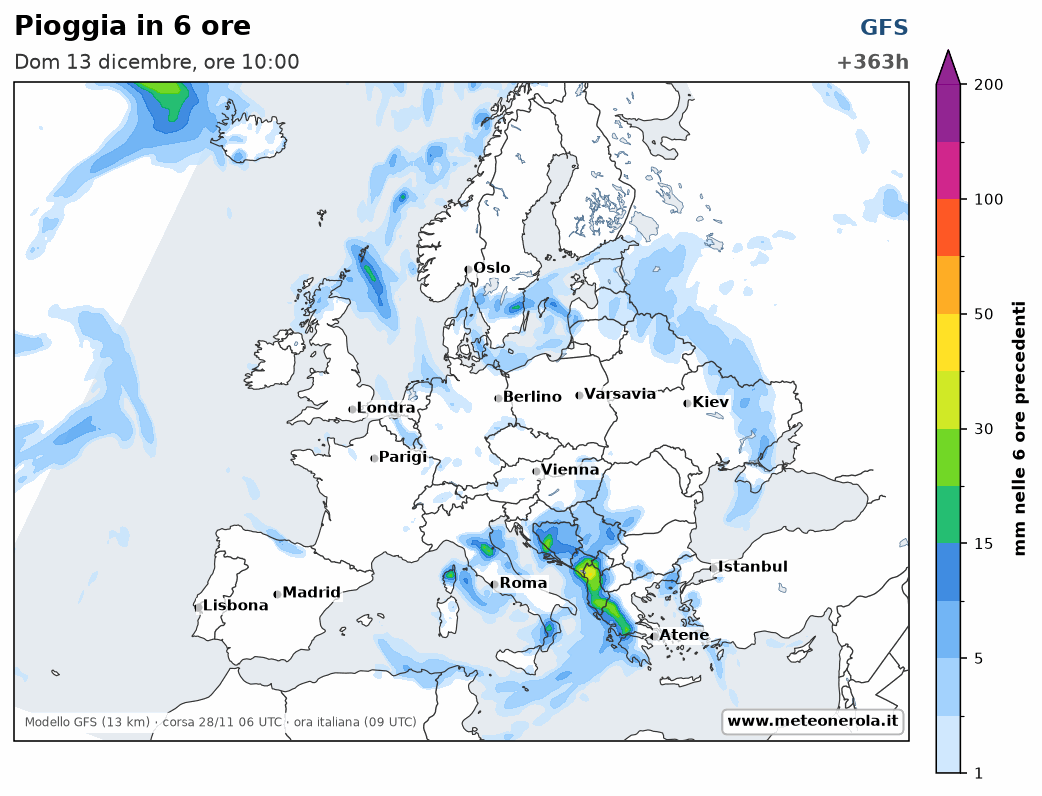 Pioggia in 6 ore
GFS
Dom 13 dicembre, ore 10:00
+363h
200
100
50
30
15
5
1
mm nelle 6 ore precedenti
Oslo
Berlino
Varsavia
Kiev
Londra
Parigi
Vienna
Istanbul
Roma
Madrid
Lisbona
Atene
Modello GFS (13 km) · corsa 28/11 06 UTC · ora italiana (09 UTC)
www.meteonerola.it